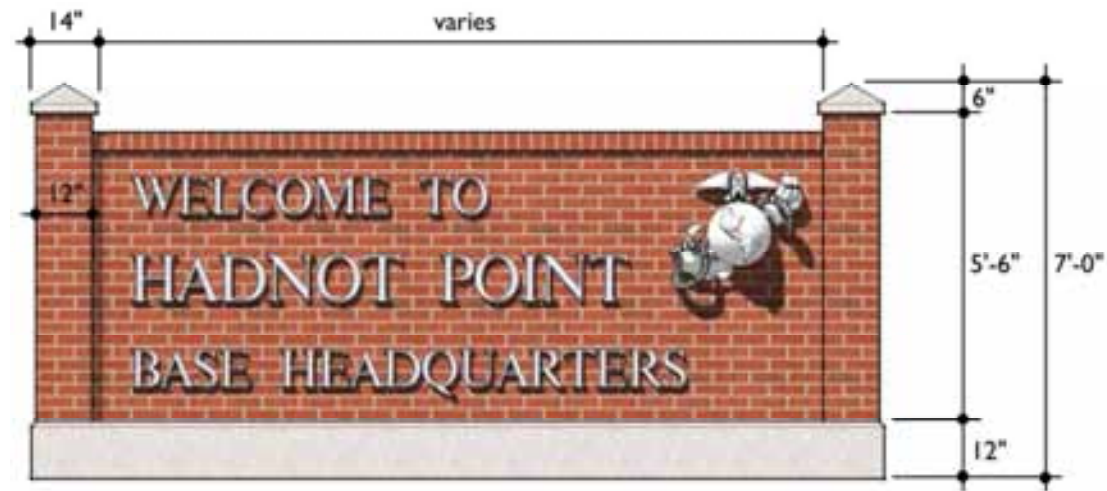 14"
varies
6"
12"
WELCOME TO
HADNOT POINT
5'-6"
7'-0"
BASE HEADQUARTERS
12"